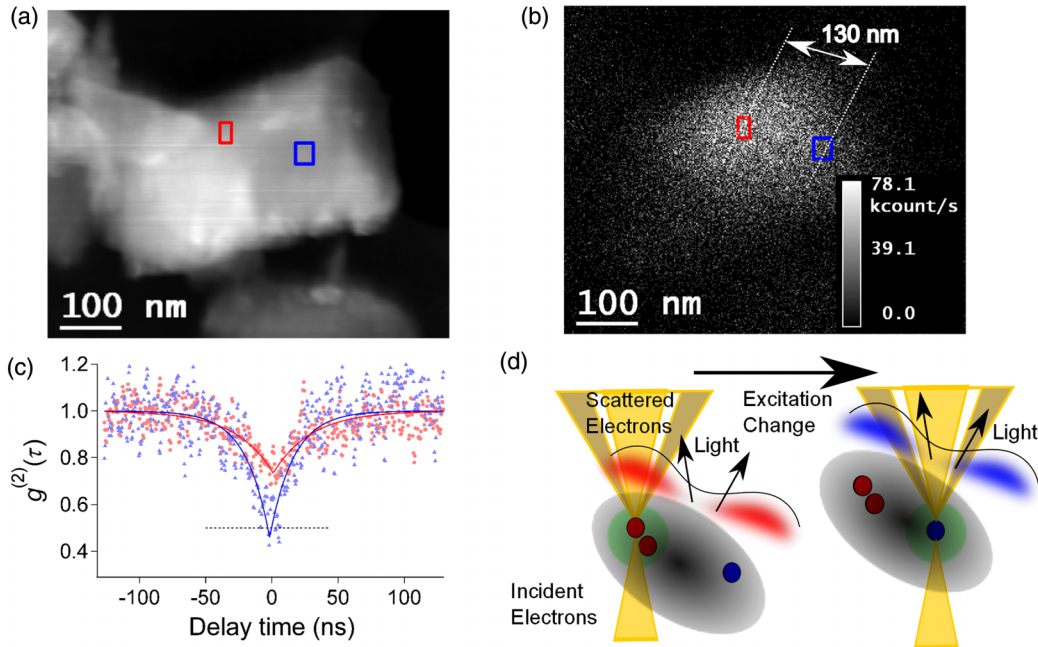 (a)
100 nm
(b)
130 nm
78.1
kcount/s
39.1
0.0
100 nm
(c)
g⁽²⁾(τ)
1.2
1.0
0.8
0.6
0.4
-100 -50 0 50 100
Delay time (ns)
(d)
Scattered
Electrons
Light
Excitation
Change
Light
Incident
Electrons